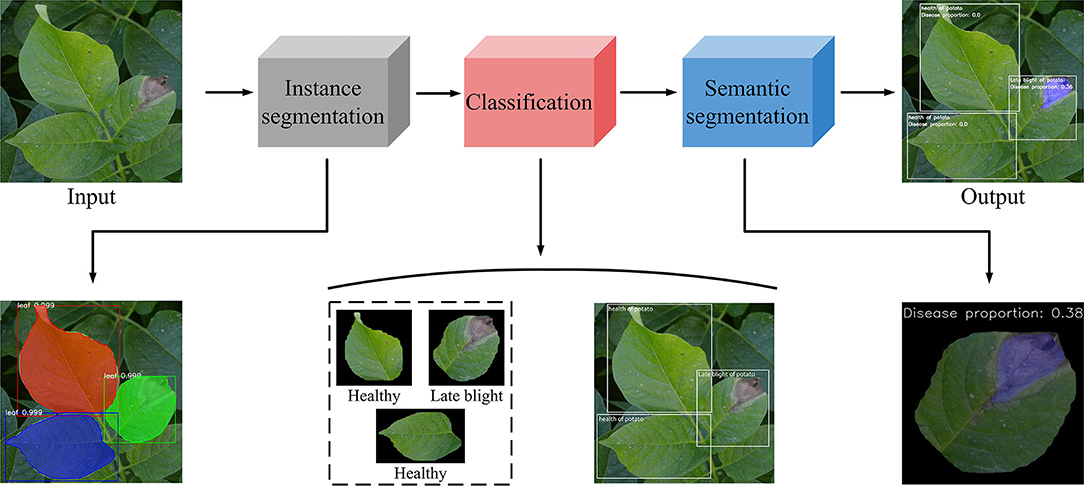 health of potato
Disease proportion: 0.0
Late blight of potato
Disease proportion: 0.36
health of potato
Disease proportion: 0.0
Instance
segmentation
Classification
Semantic
segmentation
Input
Output
leaf 0.999
leaf 0.999
leaf 0.999
Healthy
Late blight
Healthy
health of potato
Late blight of potato
health of potato
Disease proportion: 0.38